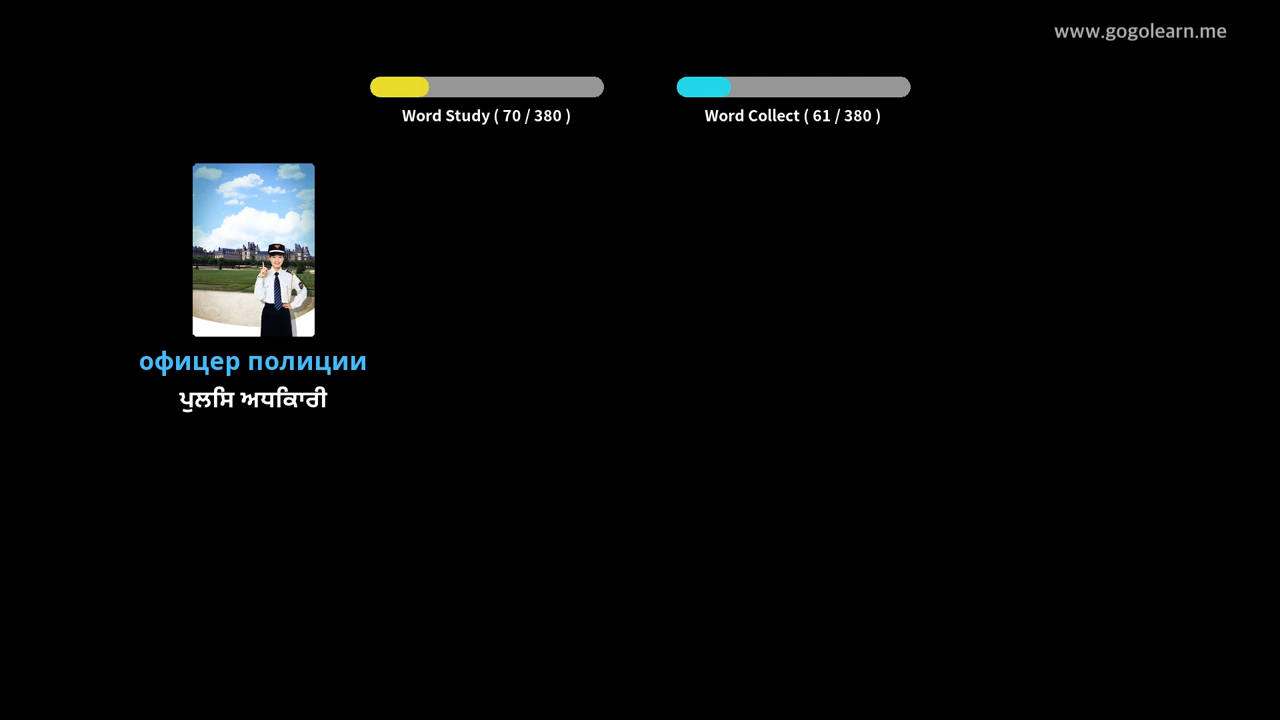 www.gogolearn.me
Word Study ( 70 / 380 )
Word Collect ( 61 / 380 )
офицер полиции
ਪੁਲਿਸ ਅਧਿਕਾਰੀ